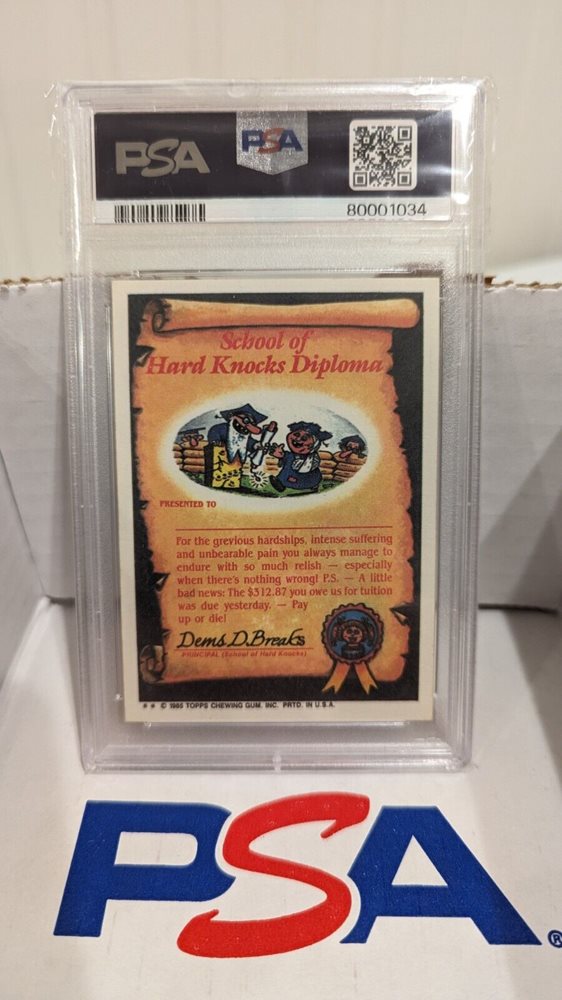 PSA
PSA
80001034
School of
Hard Knocks Diploma
PRESENTED TO
For the grevious hardships, intense suffering
and unbearable pain you always manage to
endure with so much relish — especially
when there's nothing wrong! P.S. — A little
bad news: The $312.87 you owe us for tuition
was due yesterday. — Pay
up or die!
Dems D. Breaks
PRINCIPAL (School of Hard Knocks)
* * © 1985 TOPPS CHEWING GUM, INC. PRTD. IN U.S.A.
PSA®